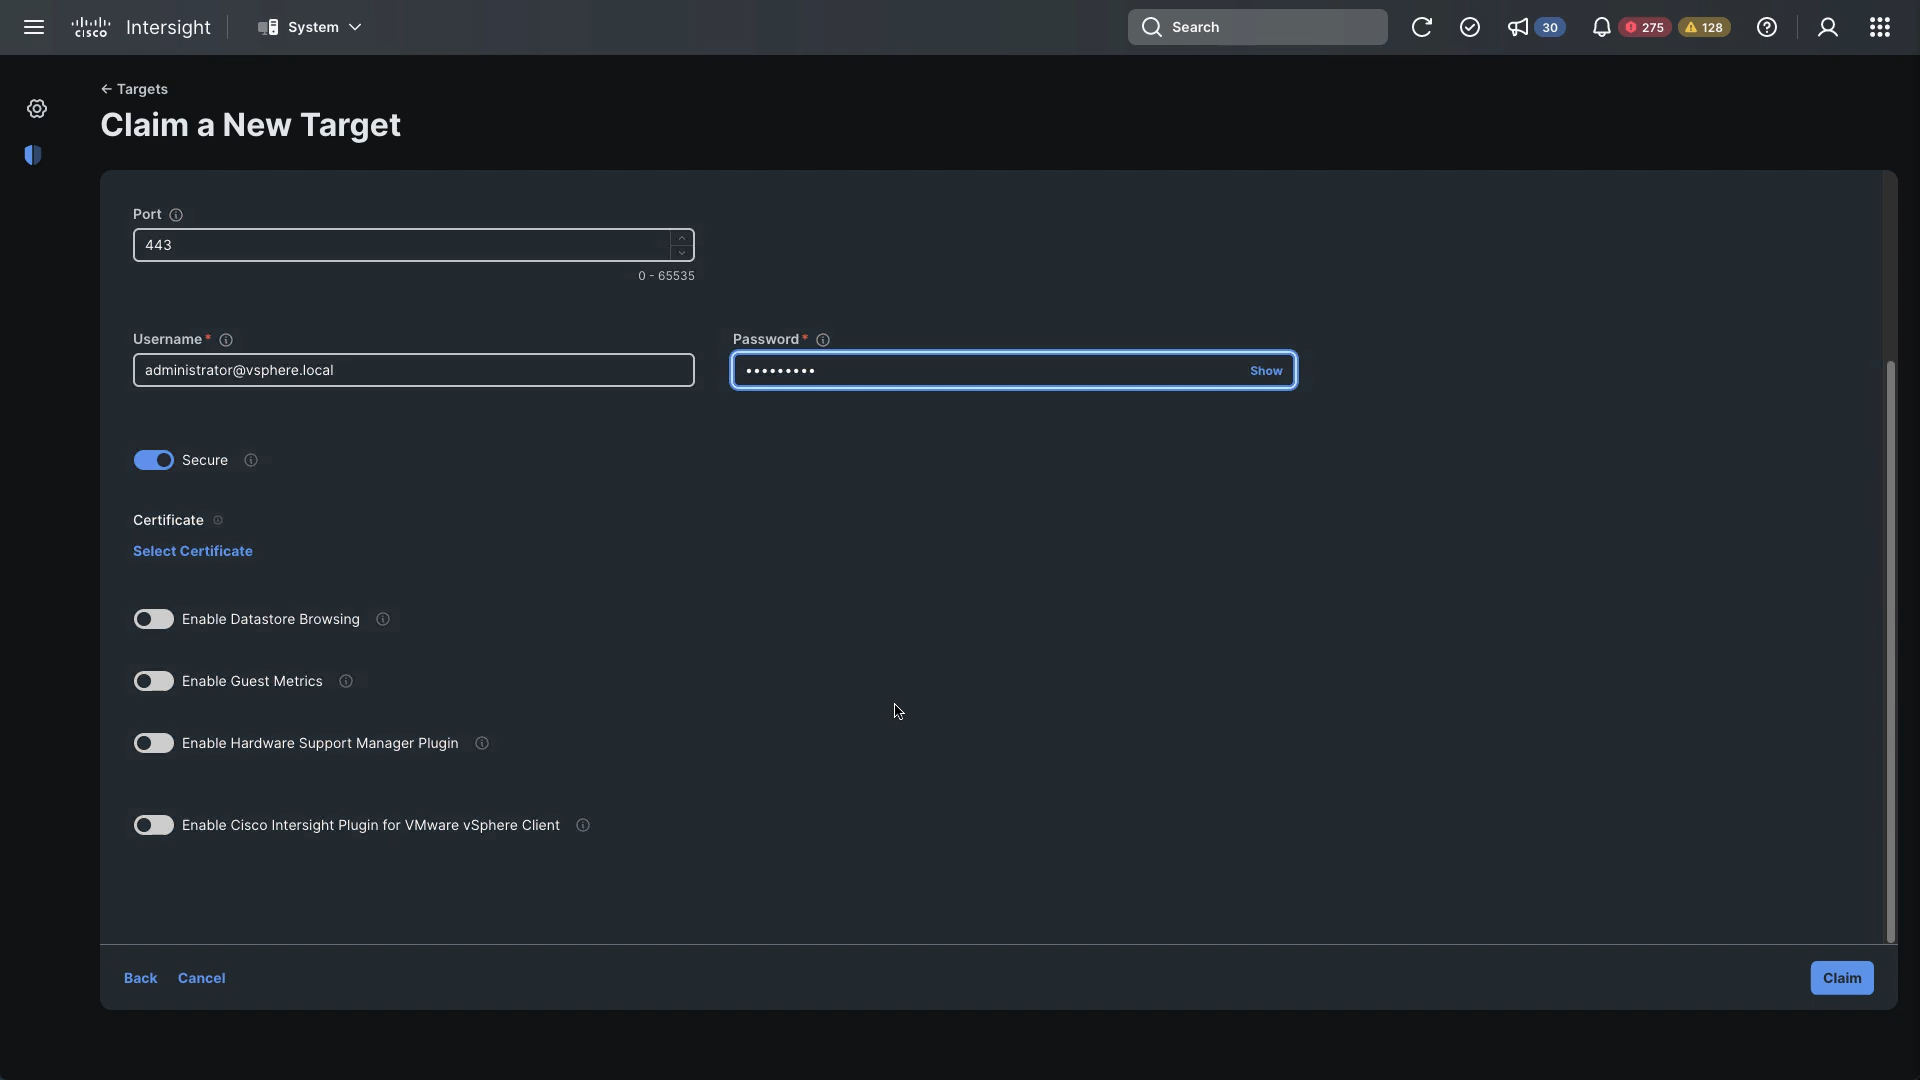 cisco Intersight System Search 30 275 128
← Targets
Claim a New Target
Port
443
0 - 65535
Username * Password *
administrator@vsphere.local ••••••••• Show
Secure
Certificate
Select Certificate
Enable Datastore Browsing
Enable Guest Metrics
Enable Hardware Support Manager Plugin
Enable Cisco Intersight Plugin for VMware vSphere Client
Back Cancel Claim